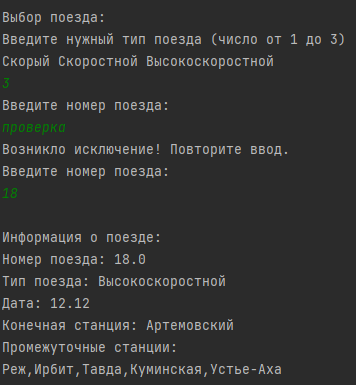 Выбор поезда:
Введите нужный тип поезда (число от 1 до 3)
Скорый Скоростной Высокоскоростной
3
Введите номер поезда:
проверка
Возникло исключение! Повторите ввод.
Введите номер поезда:
18
Информация о поезде:
Номер поезда: 18.0
Тип поезда: Высокоскоростной
Дата: 12.12
Конечная станция: Артемовский
Промежуточные станции:
Реж,Ирбит,Тавда,Куминская,Устье-Аха